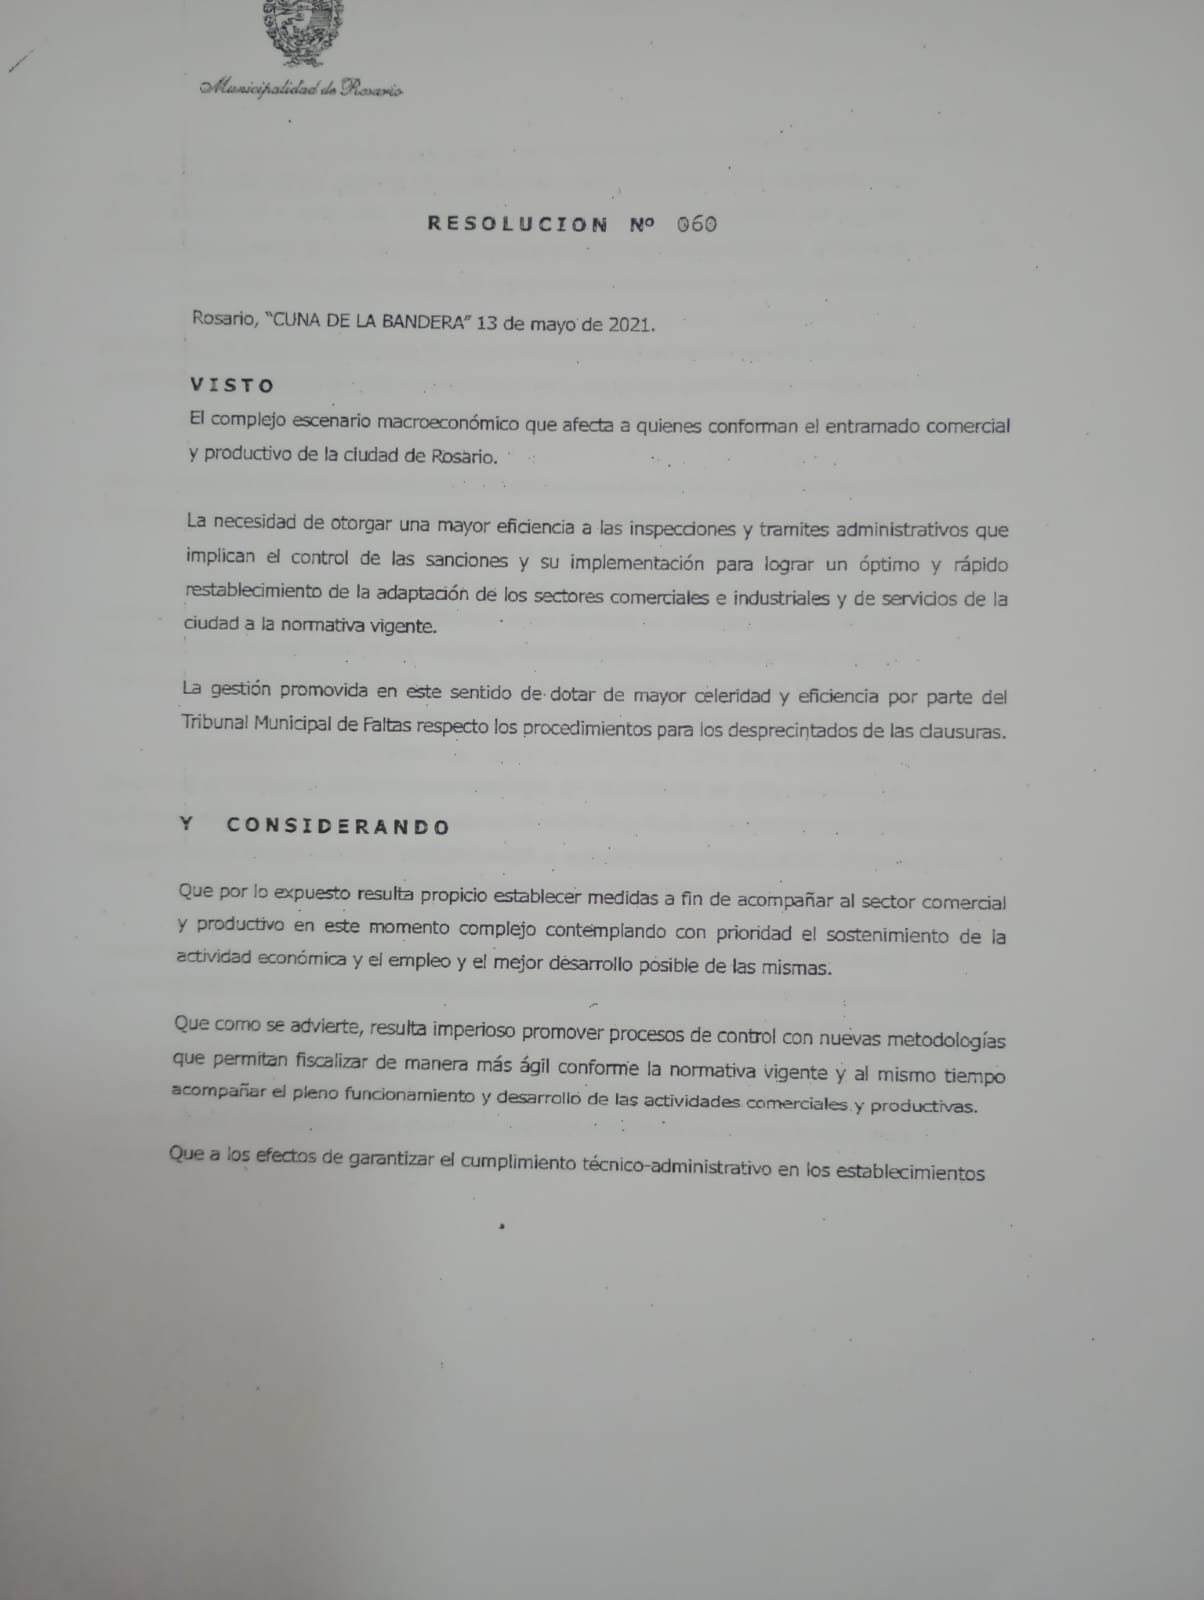 Municipalidad de Rosario
RESOLUCION Nº 060
Rosario, "CUNA DE LA BANDERA" 13 de mayo de 2021.
VISTO
El complejo escenario macroeconómico que afecta a quienes conforman el entramado comercial
y productivo de la ciudad de Rosario.
La necesidad de otorgar una mayor eficiencia a las inspecciones y tramites administrativos que
implican el control de las sanciones y su implementación para lograr un óptimo y rápido
restablecimiento de la adaptación de los sectores comerciales e industriales y de servicios de la
ciudad a la normativa vigente.
La gestión promovida en este sentido de dotar de mayor celeridad y eficiencia por parte del
Tribunal Municipal de Faltas respecto los procedimientos para los desprecintados de las clausuras.
Y CONSIDERANDO
Que por lo expuesto resulta propicio establecer medidas a fin de acompañar al sector comercial
y productivo en este momento complejo contemplando con prioridad el sostenimiento de la
actividad económica y el empleo y el mejor desarrollo posible de las mismas.
Que como se advierte, resulta imperioso promover procesos de control con nuevas metodologías
que permitan fiscalizar de manera más ágil conforme la normativa vigente y al mismo tiempo
acompañar el pleno funcionamiento y desarrollo de las actividades comerciales y productivas.
Que a los efectos de garantizar el cumplimiento técnico-administrativo en los establecimientos